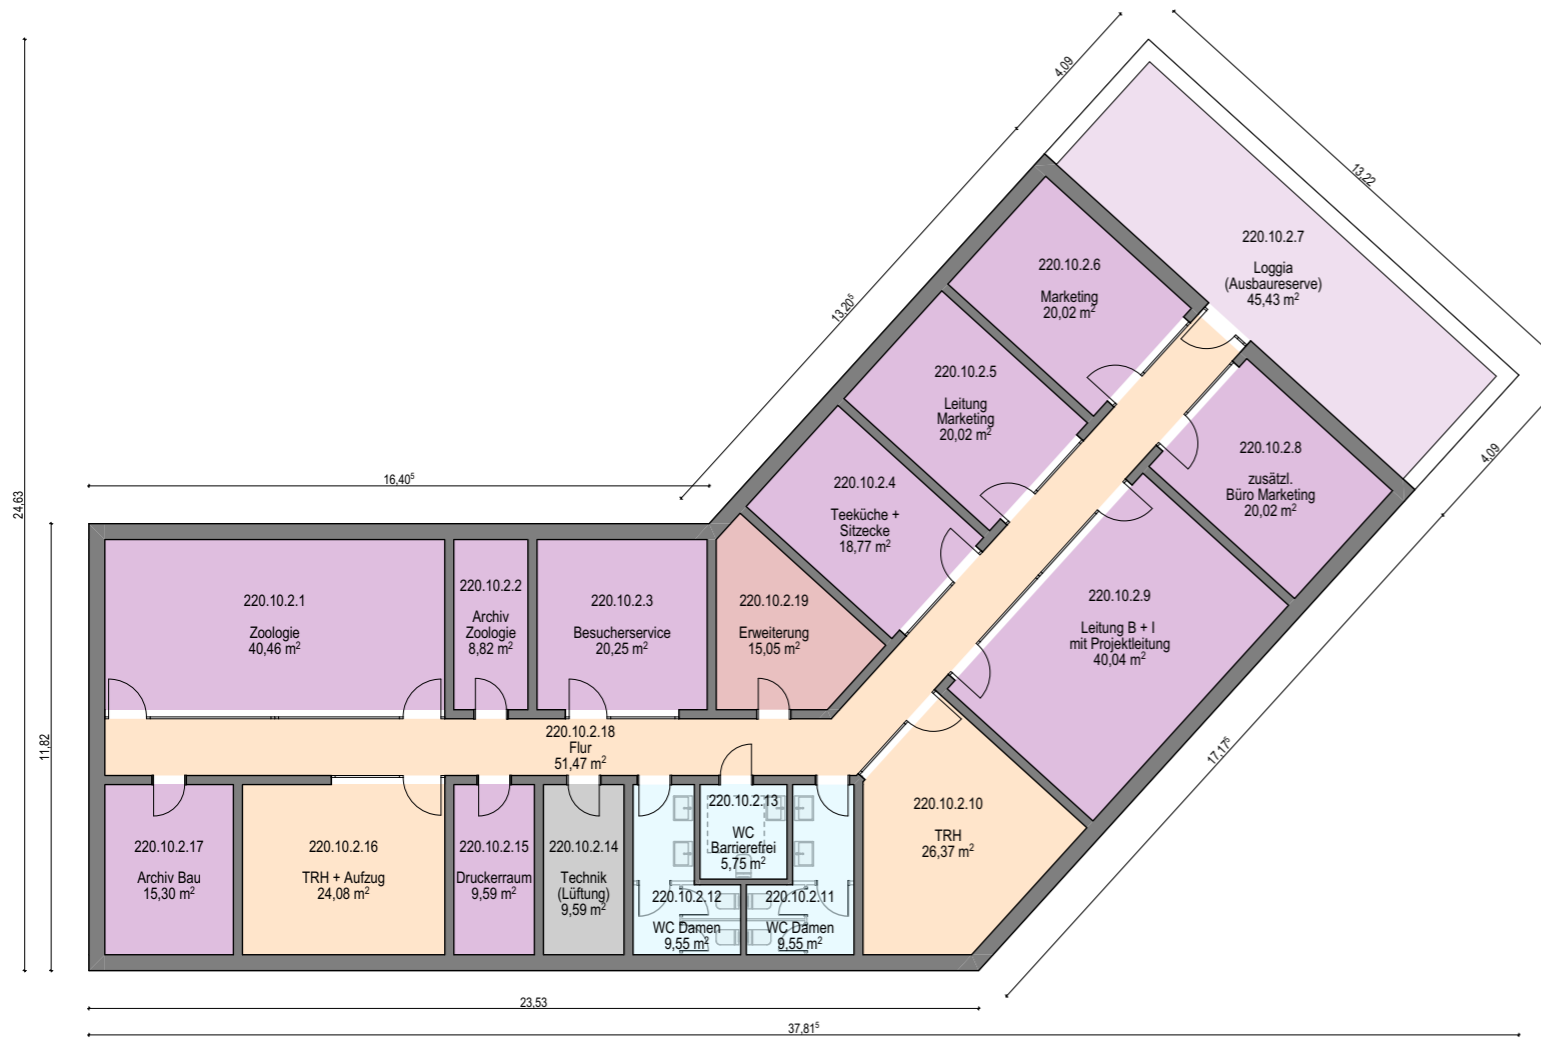 4,09
13,22
24,63
220.10.2.7
Loggia
(Ausbaureserve)
45,43 m²
220.10.2.6
Marketing
20,02 m²
13,20⁵
220.10.2.5
Leitung
Marketing
20,02 m²
4,09
220.10.2.8
zusätzl.
Büro Marketing
20,02 m²
16,40⁵
220.10.2.4
Teeküche +
Sitzecke
18,77 m²
220.10.2.1
Zoologie
40,46 m²
220.10.2.2
Archiv
Zoologie
8,82 m²
220.10.2.3
Besucherservice
20,25 m²
220.10.2.19
Erweiterung
15,05 m²
220.10.2.9
Leitung B + I
mit Projektleitung
40,04 m²
11,82
220.10.2.18
Flur
51,47 m²
17,17⁵
220.10.2.17
Archiv Bau
15,30 m²
220.10.2.16
TRH + Aufzug
24,08 m²
220.10.2.15
Druckerraum
9,59 m²
220.10.2.14
Technik
(Lüftung)
9,59 m²
220.10.2.13
WC
Barrierefrei
5,75 m²
220.10.2.12
WC Damen
9,55 m²
220.10.2.11
WC Damen
9,55 m²
220.10.2.10
TRH
26,37 m²
23,53
37,81⁵